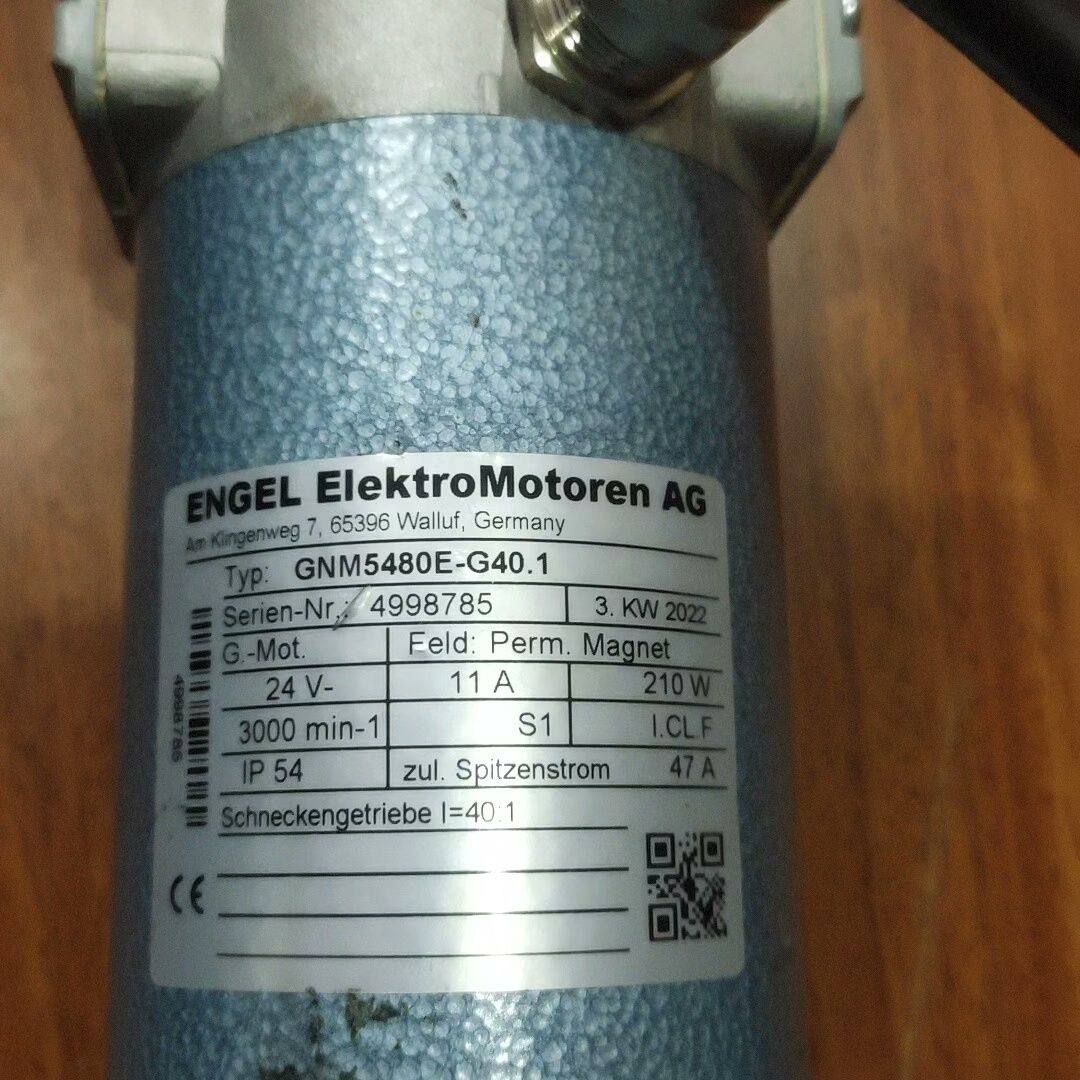 ENGEL ElektroMotoren AG
Am Klingenweg 7, 65396 Walluf, Germany
Typ: GNM5480E-G40.1
Serien-Nr.: 4998785 3. KW 2022
G.-Mot. Feld: Perm. Magnet
24 V- 11 A 210 W
3000 min-1 S1 I.CL.F
IP 54 zul. Spitzenstrom 47 A
Schneckengetriebe I=40:1
4998785
CE